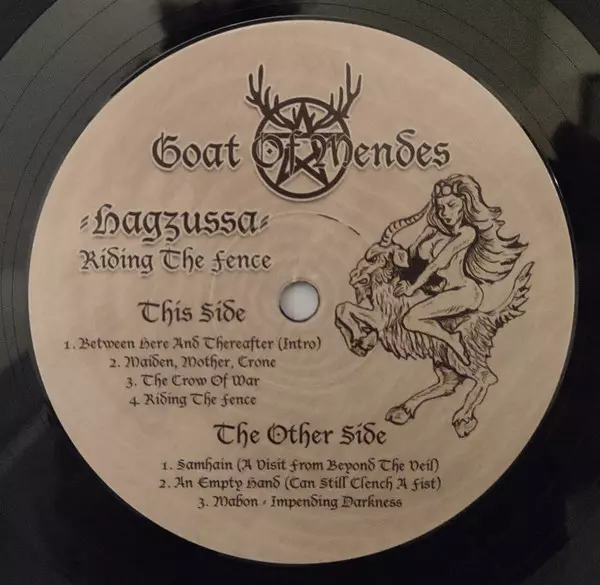 Goat Of Mendes
-Hagzussa-
Riding The Fence
This Side
1. Between Here And Thereafter (Intro)
2. Maiden, Mother, Crone
3. The Crow Of War
4. Riding The Fence
The Other Side
1. Samhain (A Visit From Beyond The Veil)
2. An Empty Hand (Can Still Clench A Fist)
3. Mabon - Impending Darkness